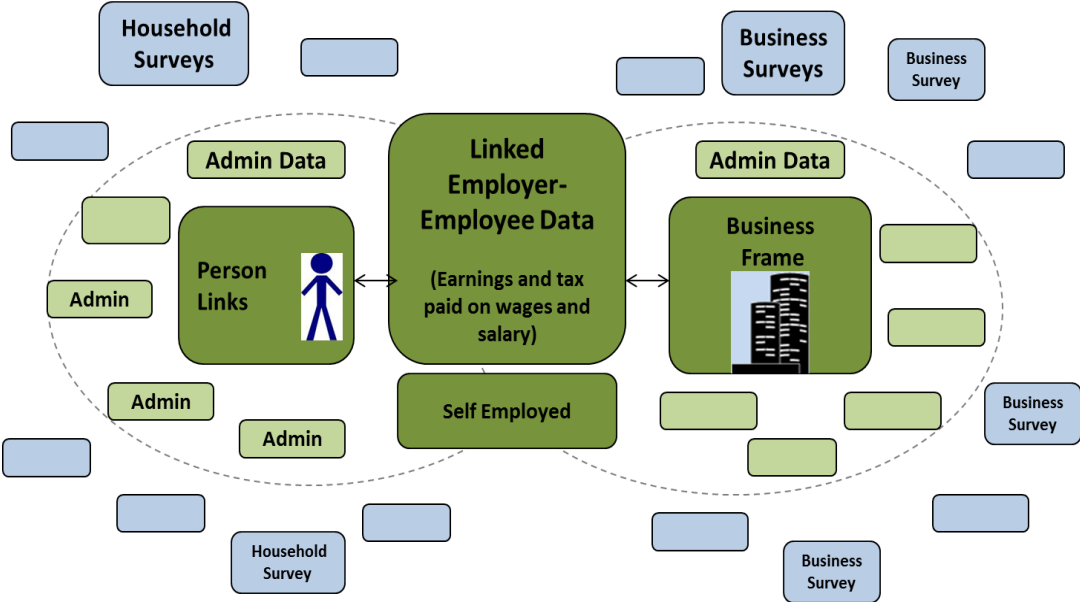 Household
Surveys
Business
Surveys
Business
Survey
Admin Data
Linked
Employer-
Employee Data
(Earnings and tax
paid on wages and
salary)
Admin Data
Person
Links
Business
Frame
Admin
Admin
Admin
Self Employed
Business
Survey
Household
Survey
Business
Survey